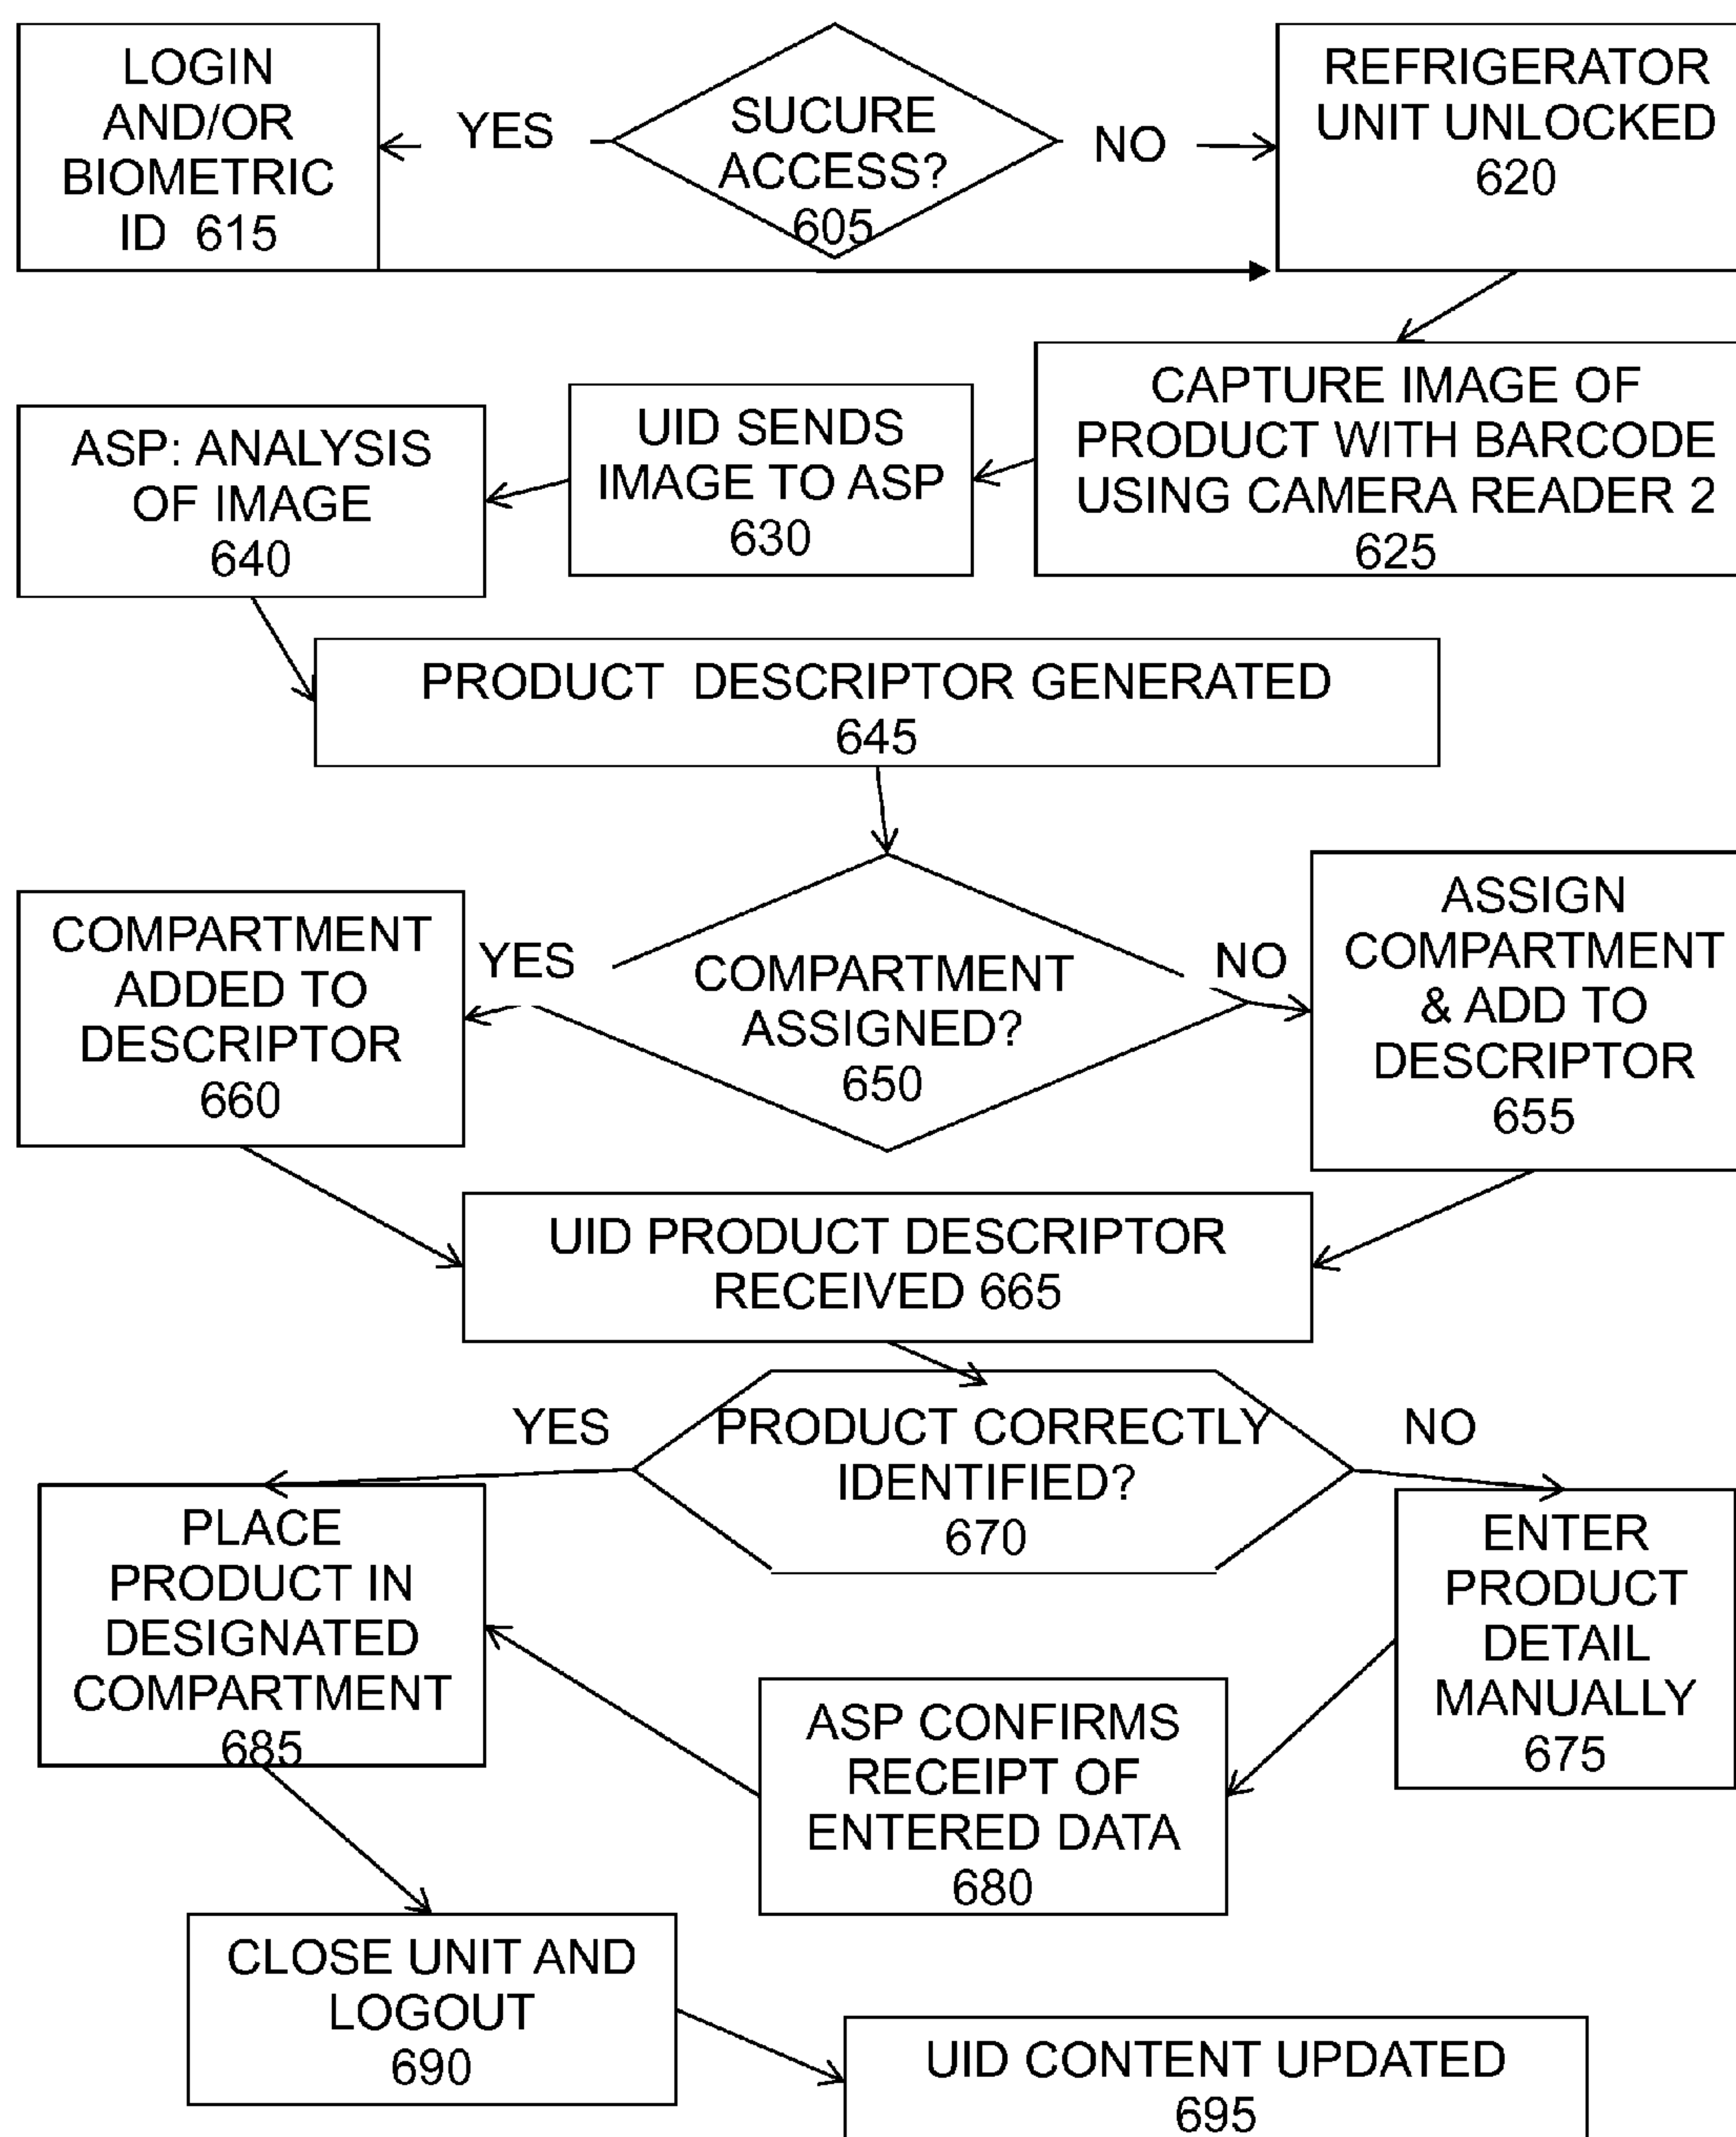 LOGIN
AND/OR
BIOMETRIC
ID 615
YES
SUCURE
ACCESS?
605
NO
REFRIGERATOR
UNIT UNLOCKED
620
CAPTURE IMAGE OF
PRODUCT WITH BARCODE
USING CAMERA READER 2
625
UID SENDS
IMAGE TO ASP
630
ASP: ANALYSIS
OF IMAGE
640
PRODUCT DESCRIPTOR GENERATED
645
COMPARTMENT
ADDED TO
DESCRIPTOR
660
YES
COMPARTMENT
ASSIGNED?
650
NO
ASSIGN
COMPARTMENT
& ADD TO
DESCRIPTOR
655
UID PRODUCT DESCRIPTOR
RECEIVED 665
YES
PRODUCT CORRECTLY
IDENTIFIED?
670
NO
PLACE
PRODUCT IN
DESIGNATED
COMPARTMENT
685
ENTER
PRODUCT
DETAIL
MANUALLY
675
ASP CONFIRMS
RECEIPT OF
ENTERED DATA
680
CLOSE UNIT AND
LOGOUT
690
UID CONTENT UPDATED
695